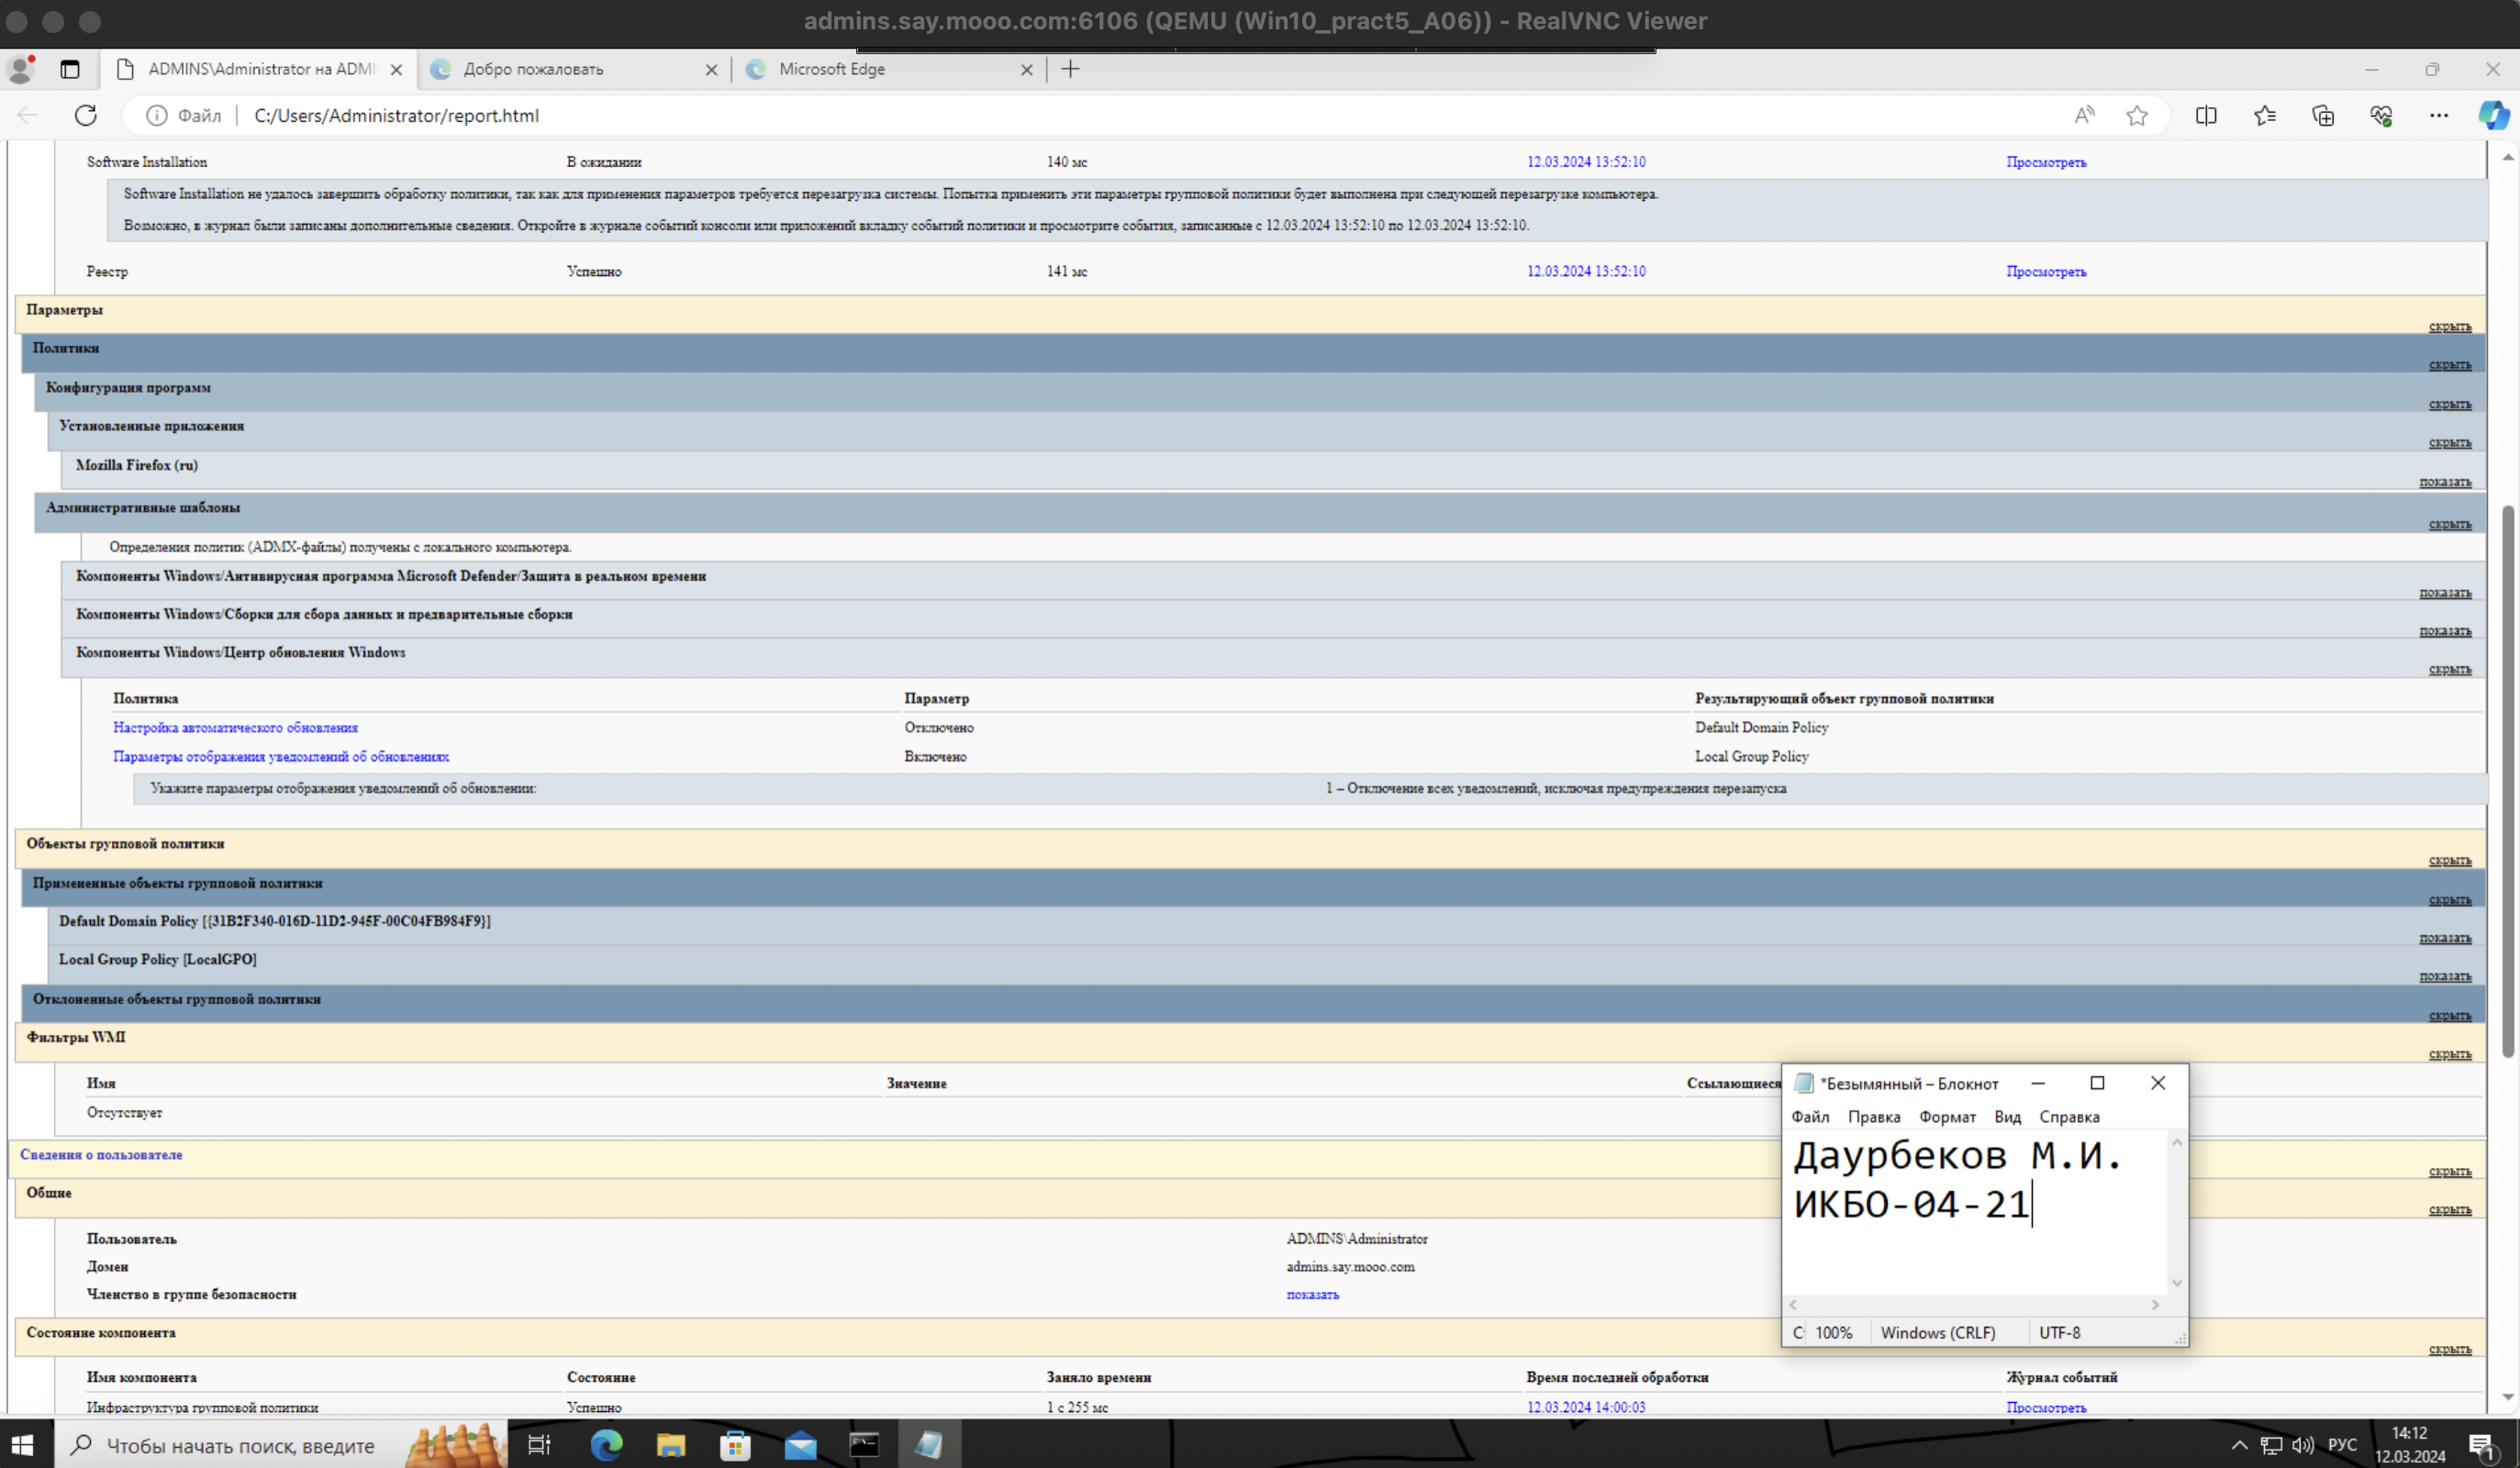 admins.say.mooo.com:6106 (QEMU (Win10_pract5_A06)) - RealVNC Viewer
ADMINS\Administrator на ADMI
Добро пожаловать
Microsoft Edge
Файл
C:/Users/Administrator/report.html
Software Installation В ожидании 140 мс 12.03.2024 13:52:10 Просмотреть
Software Installation не удалось завершить обработку политики, так как для применения параметров требуется перезагрузка системы. Попытка применить эти параметры групповой политики будет выполнена при следующей перезагрузке компьютера.
Возможно, в журнал были записаны дополнительные сведения. Откройте в журнале событий консоли или приложений вкладку событий политики и просмотрите события, записанные с 12.03.2024 13:52:10 по 12.03.2024 13:52:10.
Реестр Успешно 141 мс 12.03.2024 13:52:10 Просмотреть
Параметры
скрыть
Политики
скрыть
Конфигурация программ
скрыть
Установленные приложения
скрыть
Mozilla Firefox (ru)
показать
Административные шаблоны
скрыть
Определения политик (ADMX-файлы) получены с локального компьютера.
Компоненты Windows/Антивирусная программа Microsoft Defender/Защита в реальном времени
показать
Компоненты Windows/Сборки для сбора данных и предварительные сборки
показать
Компоненты Windows/Центр обновления Windows
скрыть
Политика Параметр Результирующий объект групповой политики
Настройка автоматического обновления Отключено Default Domain Policy
Параметры отображения уведомлений об обновлениях Включено Local Group Policy
Укажите параметры отображения уведомлений об обновлении: 1 – Отключение всех уведомлений, исключая предупреждения перезапуска
Объекты групповой политики
скрыть
Примененные объекты групповой политики
скрыть
Default Domain Policy [{31B2F340-016D-11D2-945F-00C04FB984F9}]
показать
Local Group Policy [LocalGPO]
показать
Отклоненные объекты групповой политики
скрыть
Фильтры WMI
скрыть
Имя Значение Ссылающиеся
Отсутствует
Сведения о пользователе
скрыть
Общие
скрыть
Пользователь ADMINS\Administrator
Домен admins.say.mooo.com
Членство в группе безопасности показать
Состояние компонента
скрыть
Имя компонента Состояние Заняло времени Время последней обработки Журнал событий
Инфраструктура групповой политики Успешно 1 с 255 мс 12.03.2024 14:00:03 Просмотреть
*Безымянный – Блокнот
Файл Правка Формат Вид Справка
Даурбеков М.И.
ИКБО-04-21
С 100% Windows (CRLF) UTF-8
Чтобы начать поиск, введите
РУС
14:12
12.03.2024
1